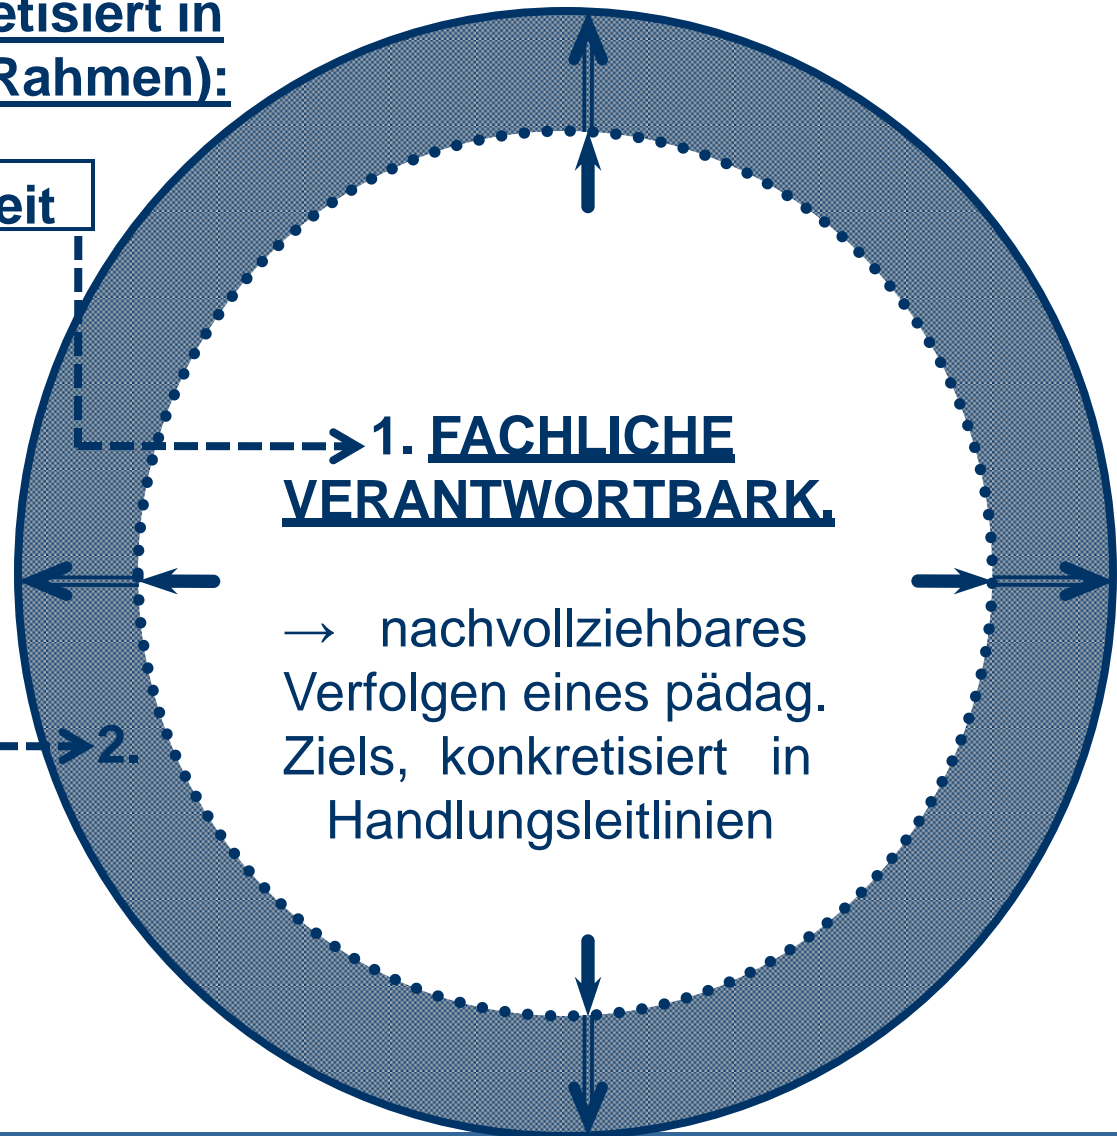 etisiert in
Rahmen):
eit
1. FACHLICHE
VERANTWORTBARK.
→ nachvollziehbares
Verfolgen eines pädag.
Ziels, konkretisiert in
Handlungsleitlinien
2.